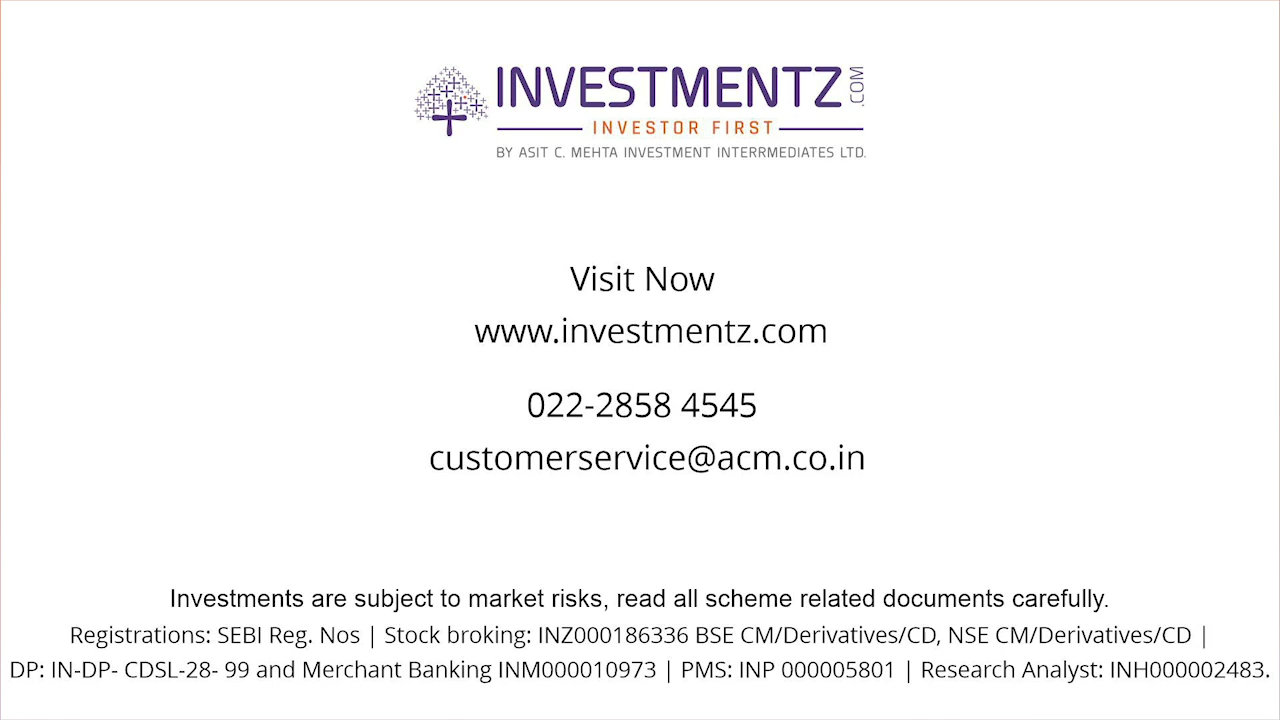 INVESTMENTZ.COM
INVESTOR FIRST
BY ASIT C. MEHTA INVESTMENT INTERRMEDIATES LTD.
Visit Now
www.investmentz.com
022-2858 4545
customerservice@acm.co.in
Investments are subject to market risks, read all scheme related documents carefully.
Registrations: SEBI Reg. Nos | Stock broking: INZ000186336 BSE CM/Derivatives/CD, NSE CM/Derivatives/CD |
DP: IN-DP- CDSL-28- 99 and Merchant Banking INM000010973 | PMS: INP 000005801 | Research Analyst: INH000002483.